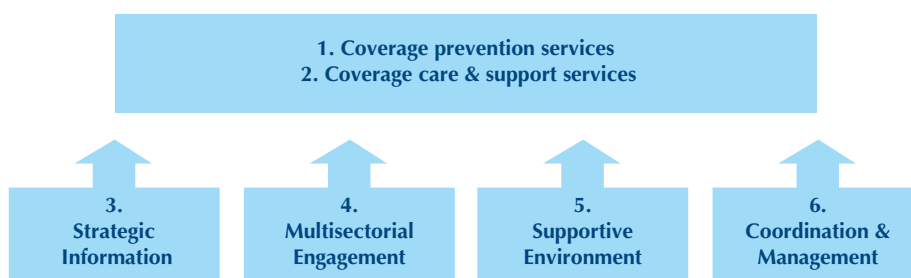 1. Coverage prevention services
2. Coverage care & support services
3.
Strategic
Information
4.
Multisectorial
Engagement
5.
Supportive
Environment
6.
Coordination &
Management